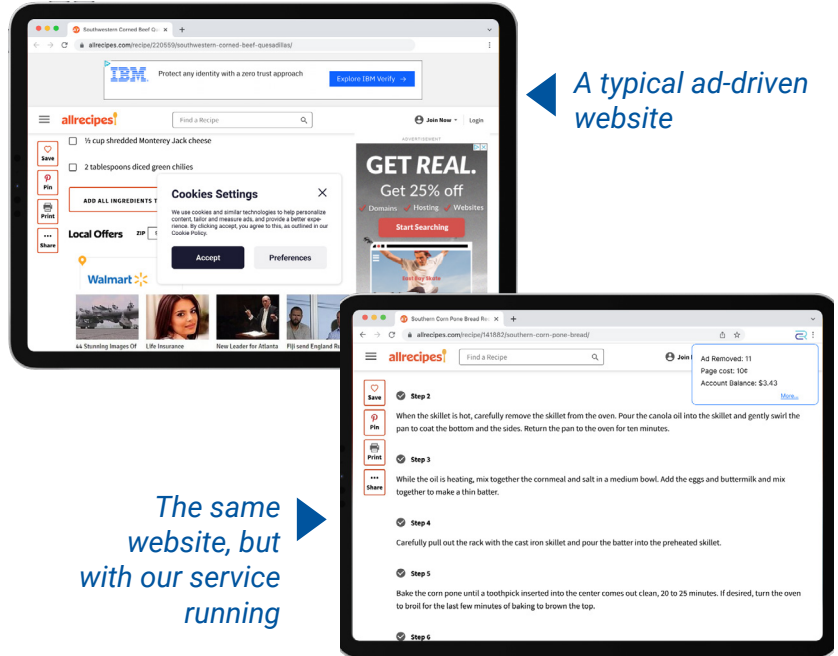 Southwestern Corned Beef Qu
allrecipes.com/recipe/220559/southwestern-corned-beef-quesadillas/
IBM.
Protect any identity with a zero trust approach
Explore IBM Verify →
allrecipes
Find a Recipe
Join Now
Login
ADVERTISEMENT
½ cup shredded Monterey Jack cheese
2 tablespoons diced green chilies
Save
Pin
Print
Share
ADD ALL INGREDIENTS T
Cookies Settings
We use cookies and similar technologies to help personalize
content, tailor and measure ads, and provide a better expe-
rience. By clicking accept, you agree to this, as outlined in our
Cookie Policy.
Accept
Preferences
GET REAL.
Get 25% off
Domains
Hosting
Websites
Start Searching
Local Offers
ZIP
Walmart
44 Stunning Images Of
Life Insurance
New Leader for Atlanta
Fiji send England Ru
A typical ad-driven
website
Southern Corn Pone Bread Rec
allrecipes.com/recipe/141882/southern-corn-pone-bread/
allrecipes
Find a Recipe
Join
Ad Removed: 11
Page cost: 10¢
Account Balance: $3.43
More...
Save
Pin
Print
Share
Step 2
When the skillet is hot, carefully remove the skillet from the oven. Pour the canola oil into the skillet and gently swirl the
pan to coat the bottom and the sides. Return the pan to the oven for ten minutes.
Step 3
While the oil is heating, mix together the cornmeal and salt in a medium bowl. Add the eggs and buttermilk and mix
together to make a thin batter.
Step 4
Carefully pull out the rack with the cast iron skillet and pour the batter into the preheated skillet.
Step 5
Bake the corn pone until a toothpick inserted into the center comes out clean, 20 to 25 minutes. If desired, turn the oven
to broil for the last few minutes of baking to brown the top.
Step 6
The same
website, but
with our service
running